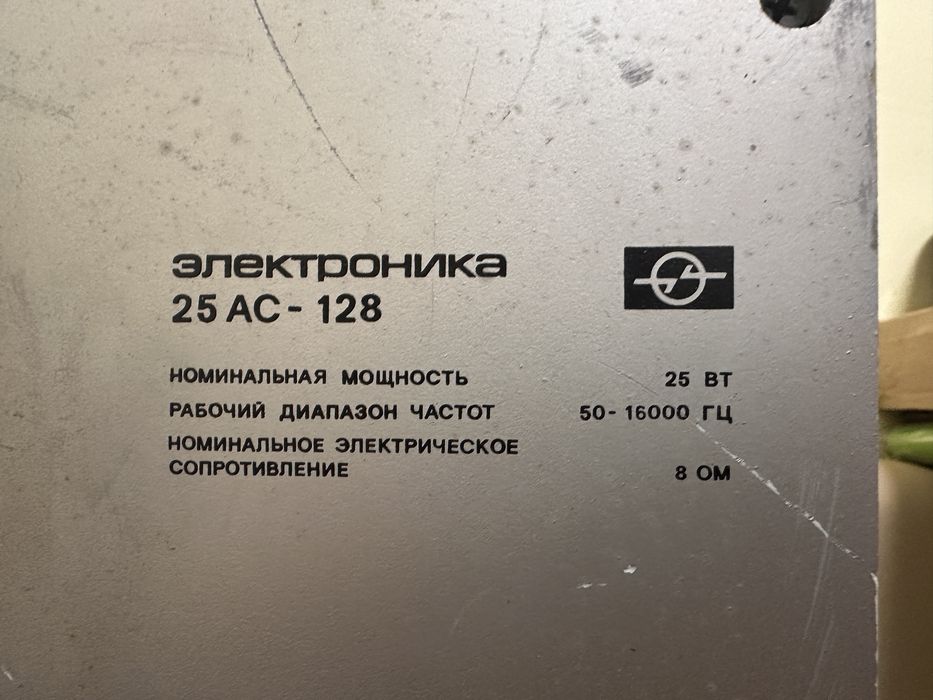 электроника
25 АС - 128
НОМИНАЛЬНАЯ МОЩНОСТЬ 25 ВТ
РАБОЧИЙ ДИАПАЗОН ЧАСТОТ 50 - 16000 ГЦ
НОМИНАЛЬНОЕ ЭЛЕКТРИЧЕСКОЕ
СОПРОТИВЛЕНИЕ 8 ОМ